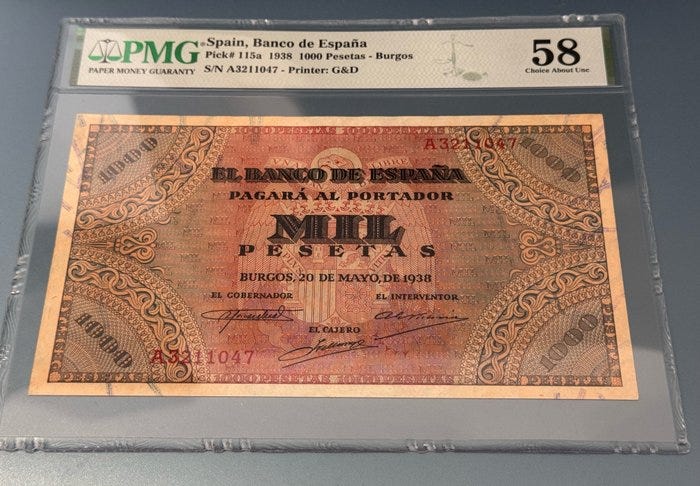 PMG
PAPER MONEY GUARANTY
Spain, Banco de España
Pick# 115a 1938 1000 Pesetas - Burgos
S/N A3211047 - Printer: G&D
58
Choice About Unc
1000
A3211047
1000
EL BANCO DE ESPAÑA
PAGARÁ AL PORTADOR
MIL
PESETAS
BURGOS, 20 DE MAYO, DE 1938
EL GOBERNADOR
EL INTERVENTOR
EL CAJERO
1000
A3211047
1000